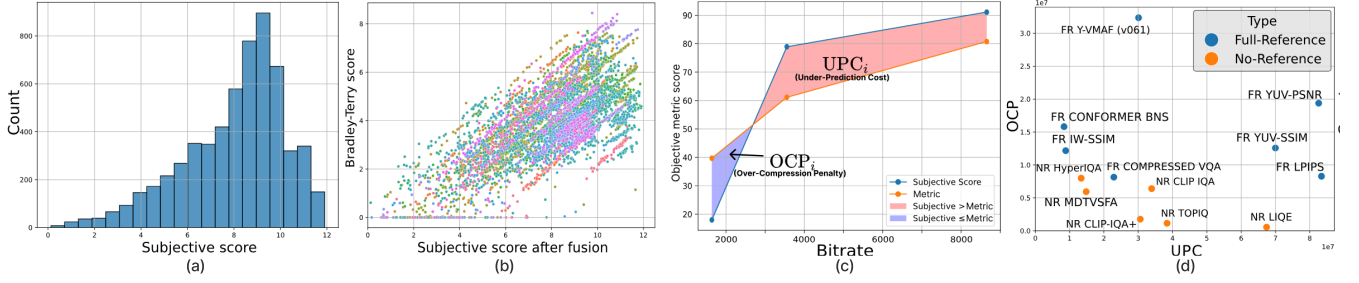 800
600
400
200
0
Count
0 2 4 6 8 10 12
Subjective score
(a)
8
6
4
2
0
Bradley-Terry score
0 2 4 6 8 10 12
Subjective score after fusion
(b)
90
80
70
60
50
40
30
20
Objective metric score
UPCi
(Under-Prediction Cost)
OCPi
(Over-Compression Penalty)
Subjective Score
Metric
Subjective >Metric
Subjective ≤Metric
2000 4000 6000 8000
Bitrate
(c)
1e7
3.0
2.5
2.0
1.5
1.0
0.5
0.0
OCP
Type
Full-Reference
No-Reference
FR Y-VMAF (v061)
FR YUV-PSNR
FR CONFORMER BNS
FR IW-SSIM
FR YUV-SSIM
NR HyperIQA
FR COMPRESSED VQA
FR LPIPS
NR CLIP IQA
NR MDTVSFA
NR CLIP-IQA+
NR TOPIQ
NR LIQE
0 1 2 3 4 5 6 7
1e7
UPC
(d)